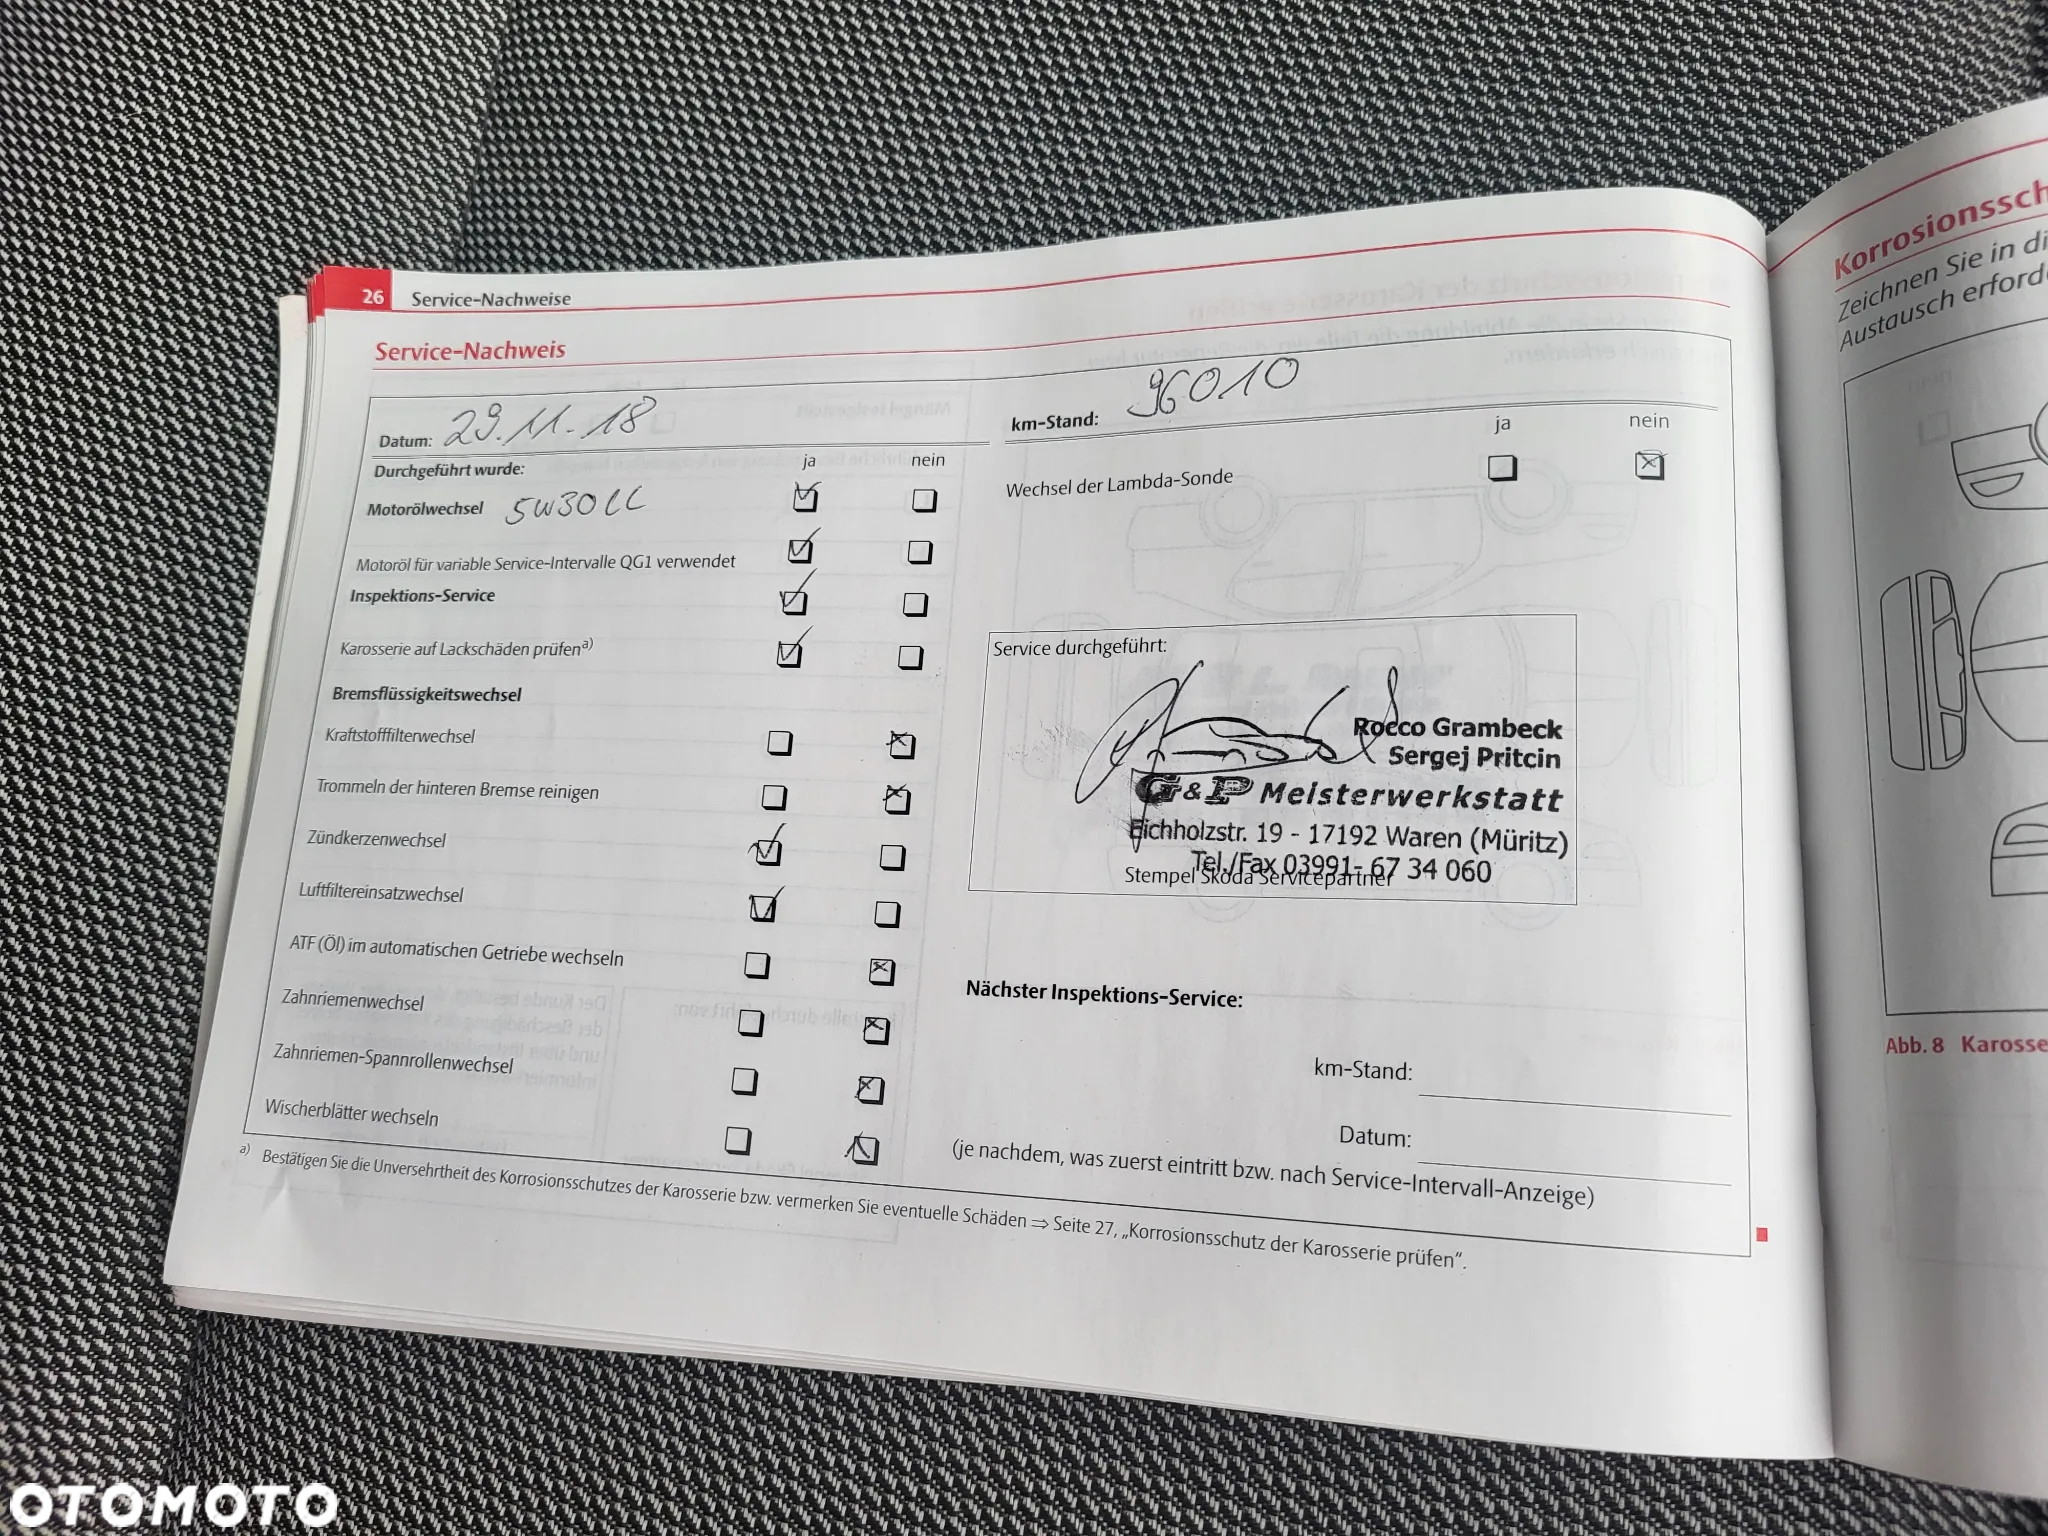 26 Service-Nachweise
Service-Nachweis
Datum: 29.11.18
km-Stand: 96010
Durchgeführt wurde: ja nein
ja nein
Motorölwechsel 5W30 LL
Wechsel der Lambda-Sonde
Motoröl für variable Service-Intervalle QG1 verwendet
Inspektions-Service
Karosserie auf Lackschäden prüfen a)
Bremsflüssigkeitswechsel
Kraftstofffilterwechsel
Trommeln der hinteren Bremse reinigen
Zündkerzenwechsel
Luftfiltereinsatzwechsel
ATF (Öl) im automatischen Getriebe wechseln
Zahnriemenwechsel
Zahnriemen-Spannrollenwechsel
Wischerblätter wechseln
Service durchgeführt:
Rocco Grambeck
Sergej Pritcin
G&P Meisterwerkstatt
Eichholzstr. 19 - 17192 Waren (Müritz)
Tel./Fax 03991- 67 34 060
Stempel Škoda Servicepartner
Nächster Inspektions-Service:
km-Stand:
Datum:
(je nachdem, was zuerst eintritt bzw. nach Service-Intervall-Anzeige)
a) Bestätigen Sie die Unversehrtheit des Korrosionsschutzes der Karosserie bzw. vermerken Sie eventuelle Schäden ⇒ Seite 27, „Korrosionsschutz der Karosserie prüfen“.
Korrosionssch
Zeichnen Sie in di
Austausch erforde
Abb. 8 Karosse
OTOMOTO